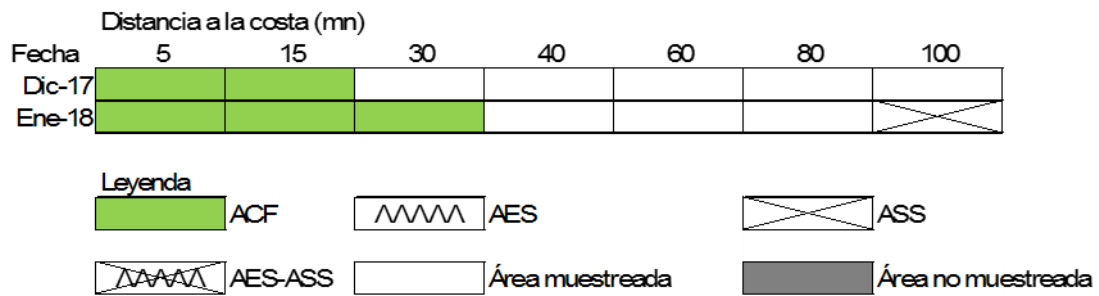 Distancia a la costa (mn)
Fecha 5 15 30 40 60 80 100
Dic-17
Ene-18
Leyenda
ACF AES ASS
AES-ASS Área muestreada Área no muestreada